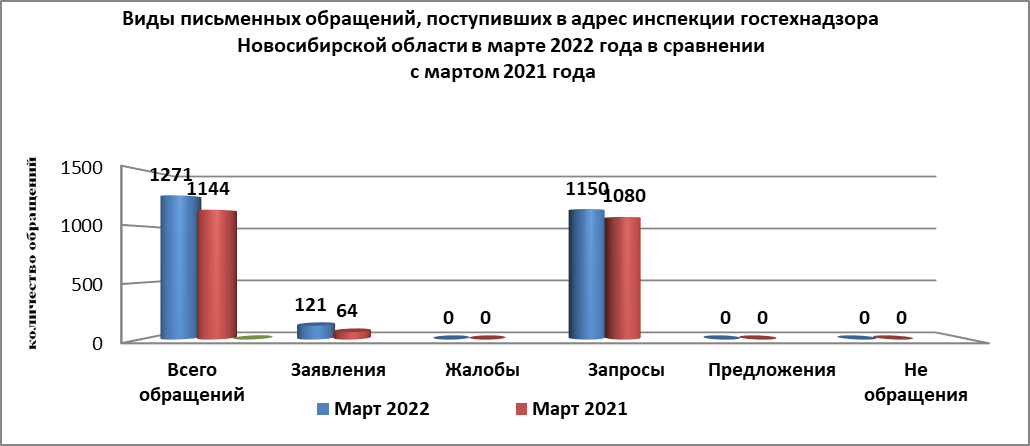 Виды письменных обращений, поступивших в адрес инспекции гостехнадзора
Новосибирской области в марте 2022 года в сравнении
с мартом 2021 года
количество обращений
1500
1000
500
0
1271
1144
121
64
0
0
1150
1080
0
0
0
0
Всего
обращений
Заявления
Жалобы
Запросы
Предложения
Не
обращения
Март 2022
Март 2021